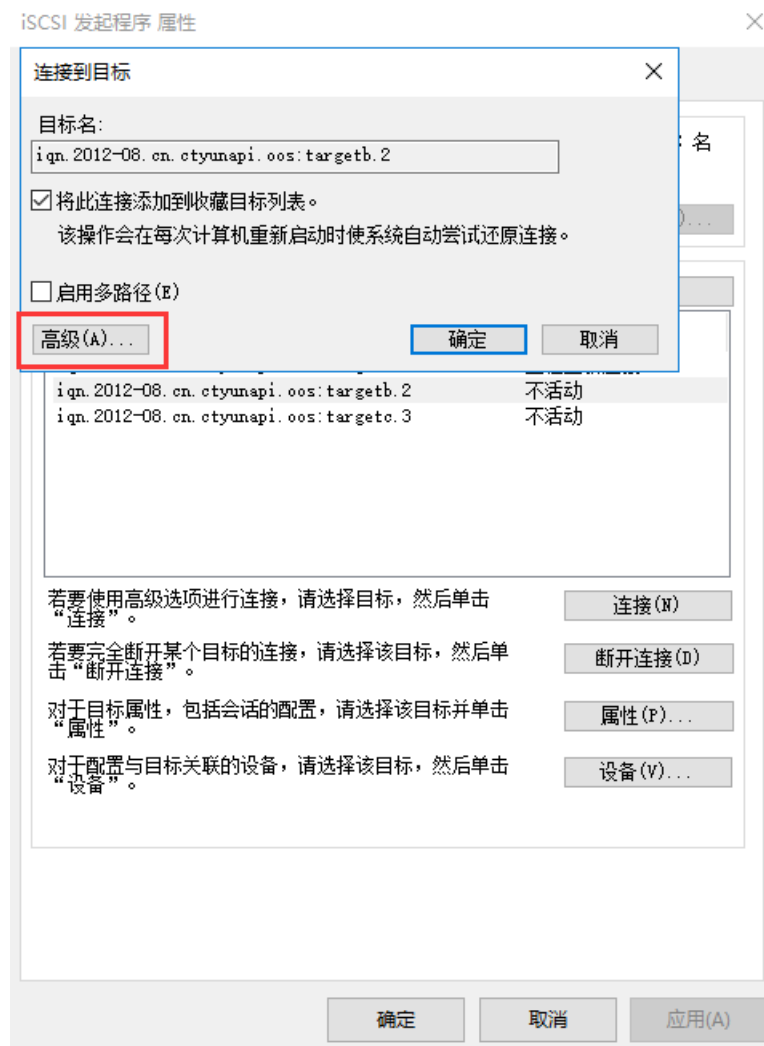 iSCSI 发起程序 属性
连接到目标
目标名:
iqn.2012-08.cn.ctyunapi.oos:targetb.2
名
将此连接添加到收藏目标列表。
该操作会在每次计算机重新启动时使系统自动尝试还原连接。
)...
启用多路径(E)
高级(A)...
确定
取消
iqn.2012-08.cn.ctyunapi.oos:targetb.2 不活动
iqn.2012-08.cn.ctyunapi.oos:targetc.3 不活动
若要使用高级选项进行连接，请选择目标，然后单击
“连接”。
连接(N)
若要完全断开某个目标的连接，请选择该目标，然后单
击“断开连接”。
断开连接(D)
对于目标属性，包括会话的配置，请选择该目标并单击
“属性”。
属性(P)...
对于配置与目标关联的设备，请选择该目标，然后单击
“设备”。
设备(V)...
确定
取消
应用(A)